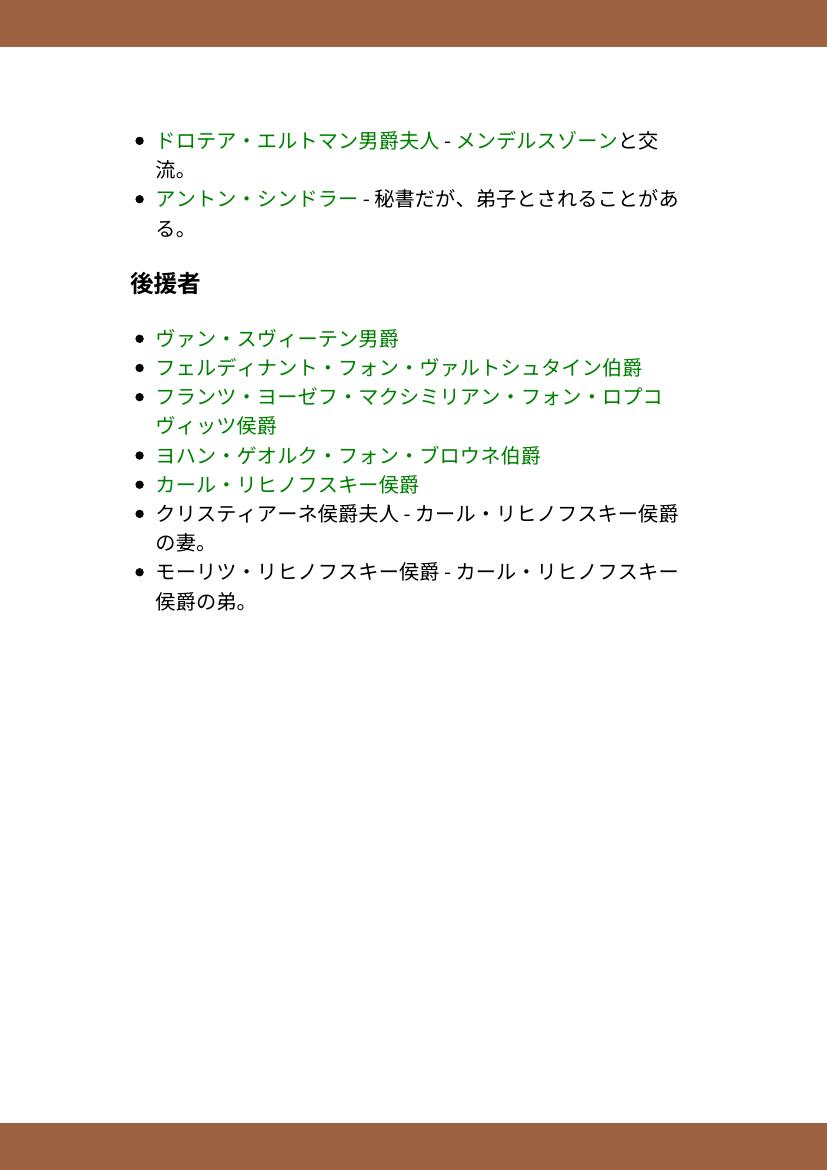 • ドロテア・エルトマン男爵夫人 - メンデルスゾーンと交
流。
• アントン・シンドラー - 秘書だが、弟子とされることがあ
る。
後援者
• ヴァン・スヴィーテン男爵
• フェルディナント・フォン・ヴァルトシュタイン伯爵
• フランツ・ヨーゼフ・マクシミリアン・フォン・ロプコ
ヴィッツ侯爵
• ヨハン・ゲオルク・フォン・ブロウネ伯爵
• カール・リヒノフスキー侯爵
• クリスティアーネ侯爵夫人 - カール・リヒノフスキー侯爵
の妻。
• モーリツ・リヒノフスキー侯爵 - カール・リヒノフスキー
侯爵の弟。